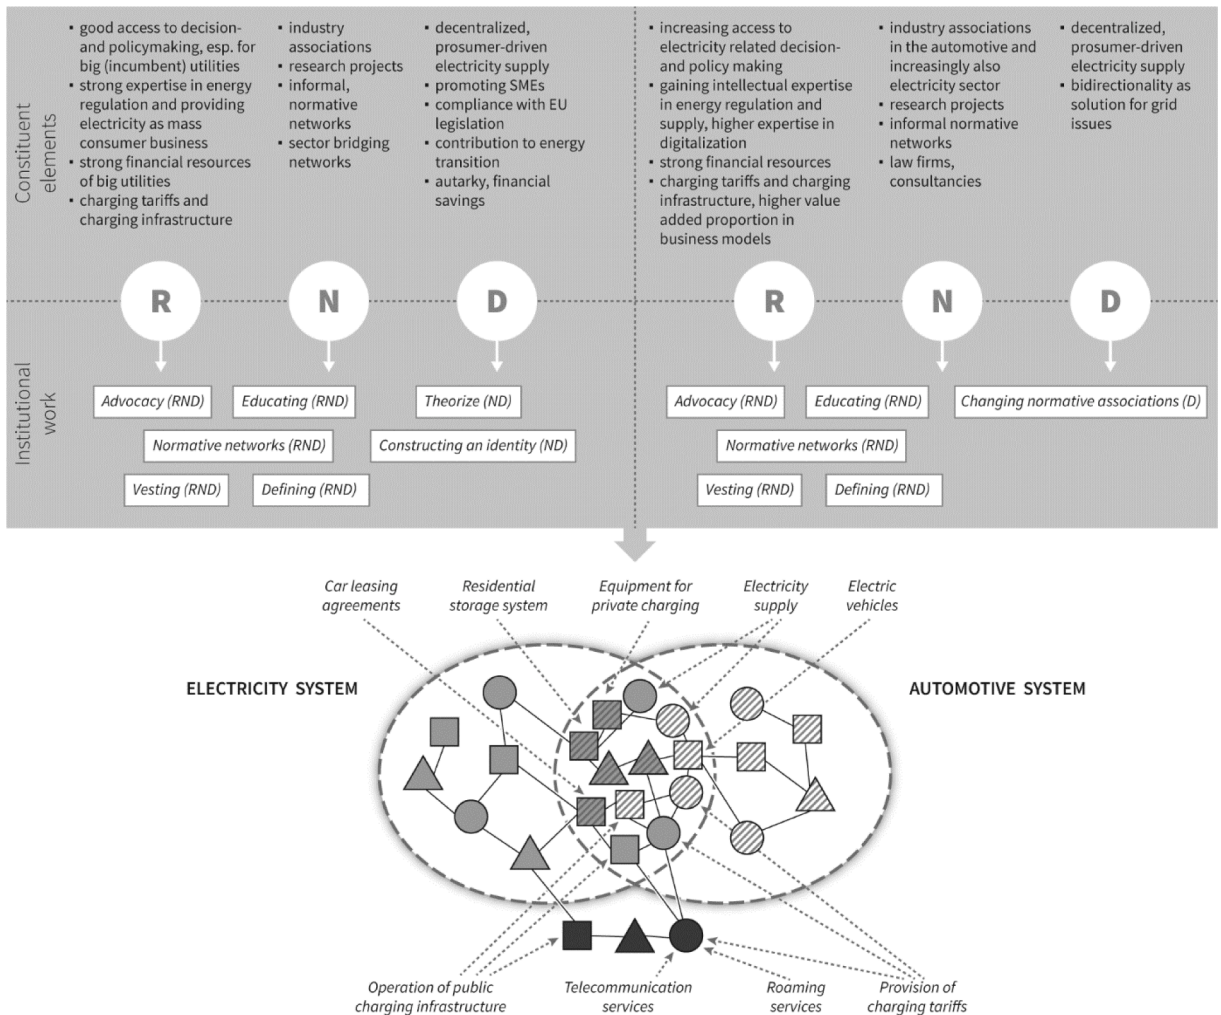 Constituent
elements
▪ good access to decision-
and policymaking, esp. for
big (incumbent) utilities
▪ strong expertise in energy
regulation and providing
electricity as mass
consumer business
▪ strong financial resources
of big utilities
▪ charging tariffs and
charging infrastructure
▪ industry
associations
▪ research projects
▪ informal,
normative
networks
▪ sector bridging
networks
▪ decentralized,
prosumer-driven
electricity supply
▪ promoting SMEs
▪ compliance with EU
legislation
▪ contribution to energy
transition
▪ autarky, financial
savings
▪ increasing access to
electricity related decision-
and policy making
▪ gaining intellectual expertise
in energy regulation and
supply, higher expertise in
digitalization
▪ strong financial resources
▪ charging tariffs and charging
infrastructure, higher value
added proportion in
business models
▪ industry associations
in the automotive and
increasingly also
electricity sector
▪ research projects
▪ informal normative
networks
▪ law firms,
consultancies
▪ decentralized,
prosumer-driven
electricity supply
▪ bidirectionality as
solution for grid
issues
R N D R N D
Institutional
work
Advocacy (RND) Educating (RND) Theorize (ND)
Normative networks (RND) Constructing an identity (ND)
Vesting (RND) Defining (RND)
Advocacy (RND) Educating (RND) Changing normative associations (D)
Normative networks (RND)
Vesting (RND) Defining (RND)
Car leasing
agreements
Residential
storage system
Equipment for
private charging
Electricity
supply
Electric
vehicles
ELECTRICITY SYSTEM
AUTOMOTIVE SYSTEM
Operation of public
charging infrastructure
Telecommunication
services
Roaming
services
Provision of
charging tariffs